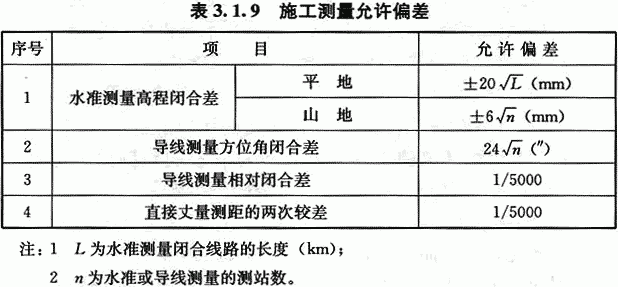 表3.1.9 施工测量允许偏差
序号 项 目 允许偏差
1 水准测量高程闭合差 平 地 ±20√L (mm)
山 地 ±6√n (mm)
2 导线测量方位角闭合差 24√n (″)
3 导线测量相对闭合差 1/5000
4 直接丈量测距的两次较差 1/5000
注：1 L为水准测量闭合线路的长度（km）；
2 n为水准或导线测量的测站数。